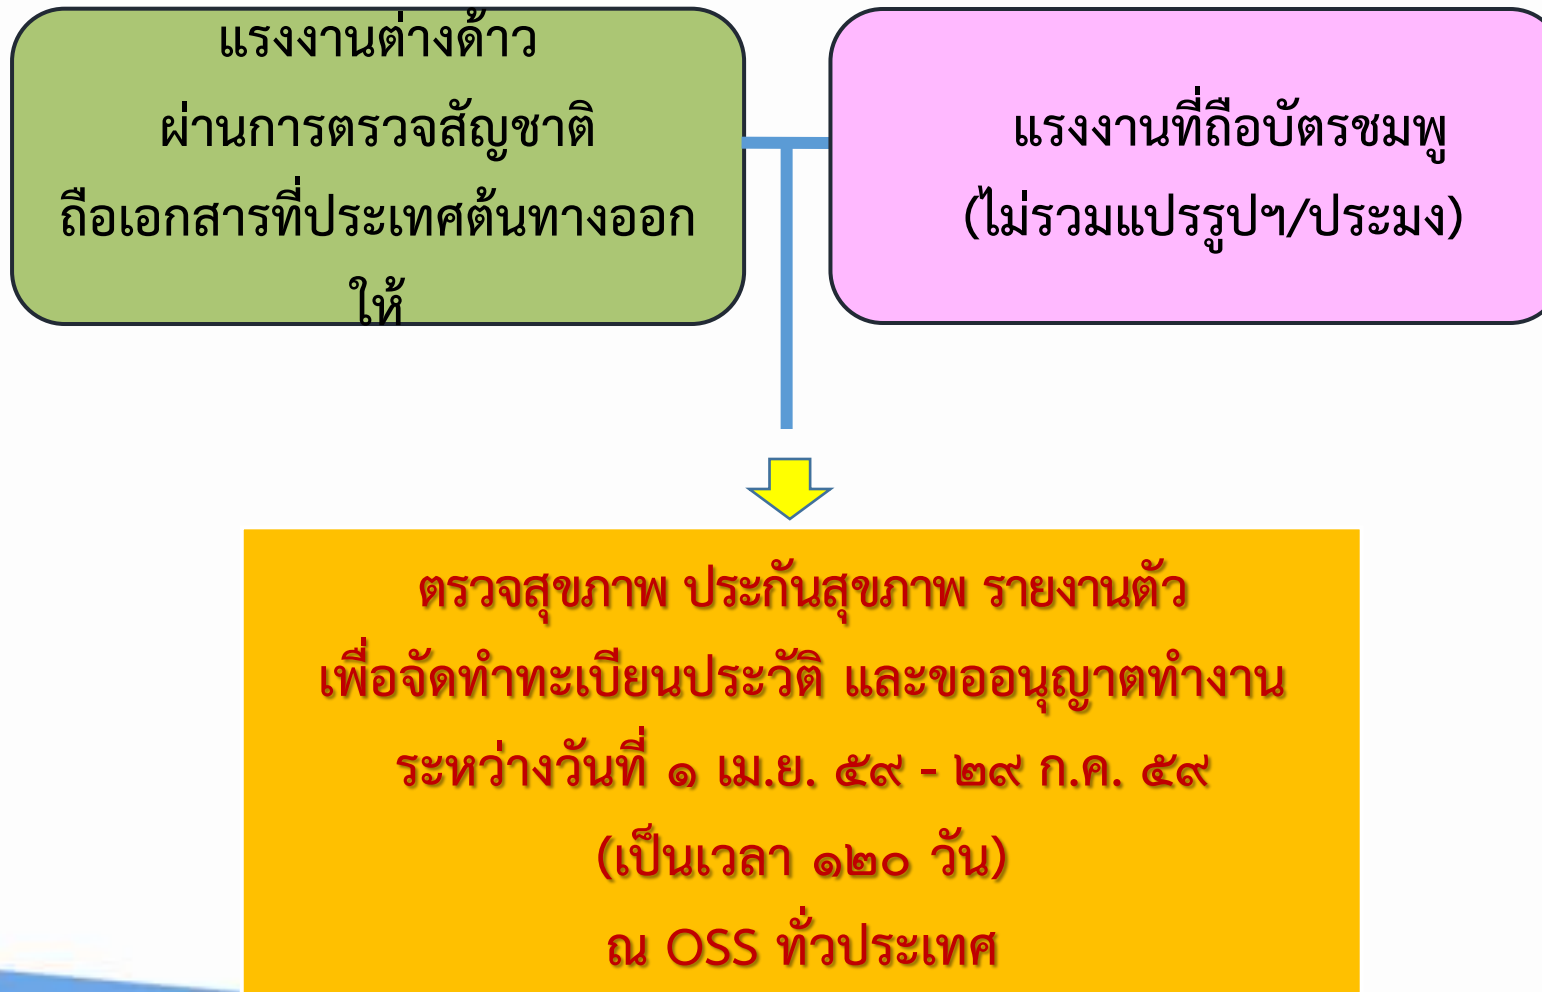 แรงงานต่างด้าว
ผ่านการตรวจสัญชาติ
ถือเอกสารที่ประเทศต้นทางออก
ให้
แรงงานที่ถือบัตรชมพู
(ไม่รวมแปรรูปฯ/ประมง)
ตรวจสุขภาพ ประกันสุขภาพ รายงานตัว
เพื่อจัดทำทะเบียนประวัติ และขออนุญาตทำงาน
ระหว่างวันที่ ๑ เม.ย. ๕๙ - ๒๙ ก.ค. ๕๙
(เป็นเวลา ๑๒๐ วัน)
ณ OSS ทั่วประเทศ